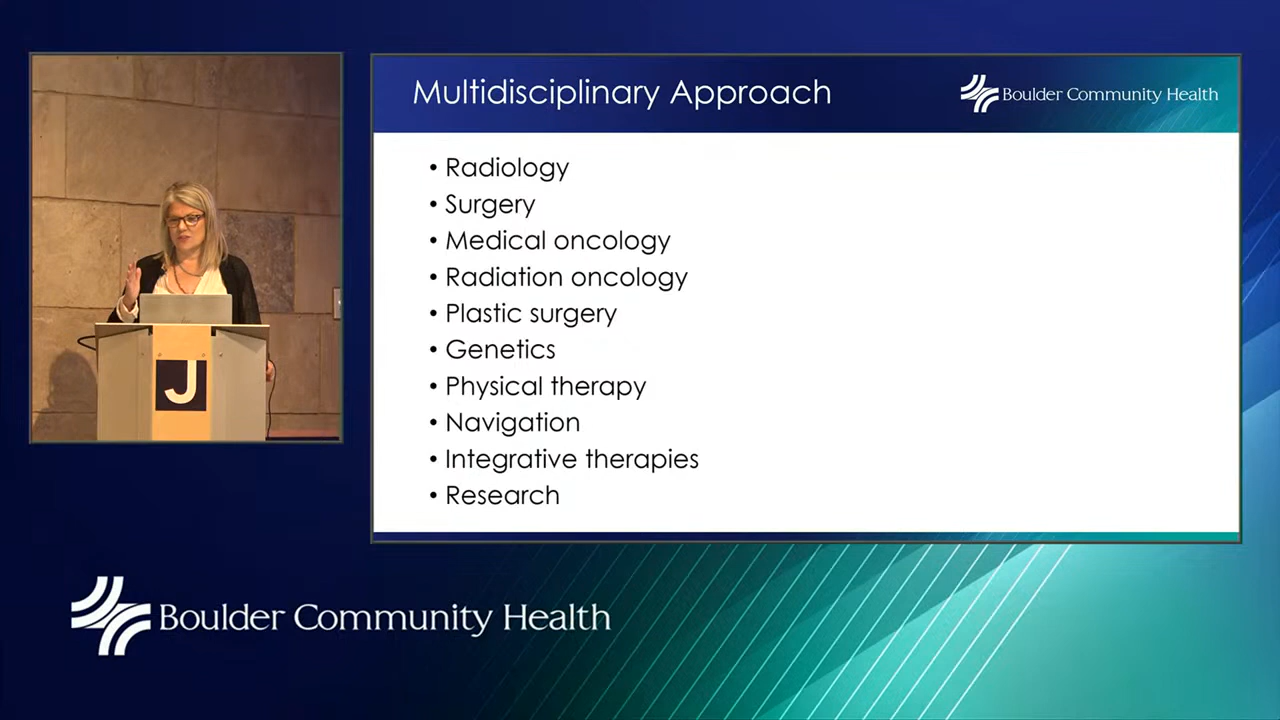 Multidisciplinary Approach
Boulder Community Health
• Radiology
• Surgery
• Medical oncology
• Radiation oncology
• Plastic surgery
• Genetics
• Physical therapy
• Navigation
• Integrative therapies
• Research
J
Boulder Community Health